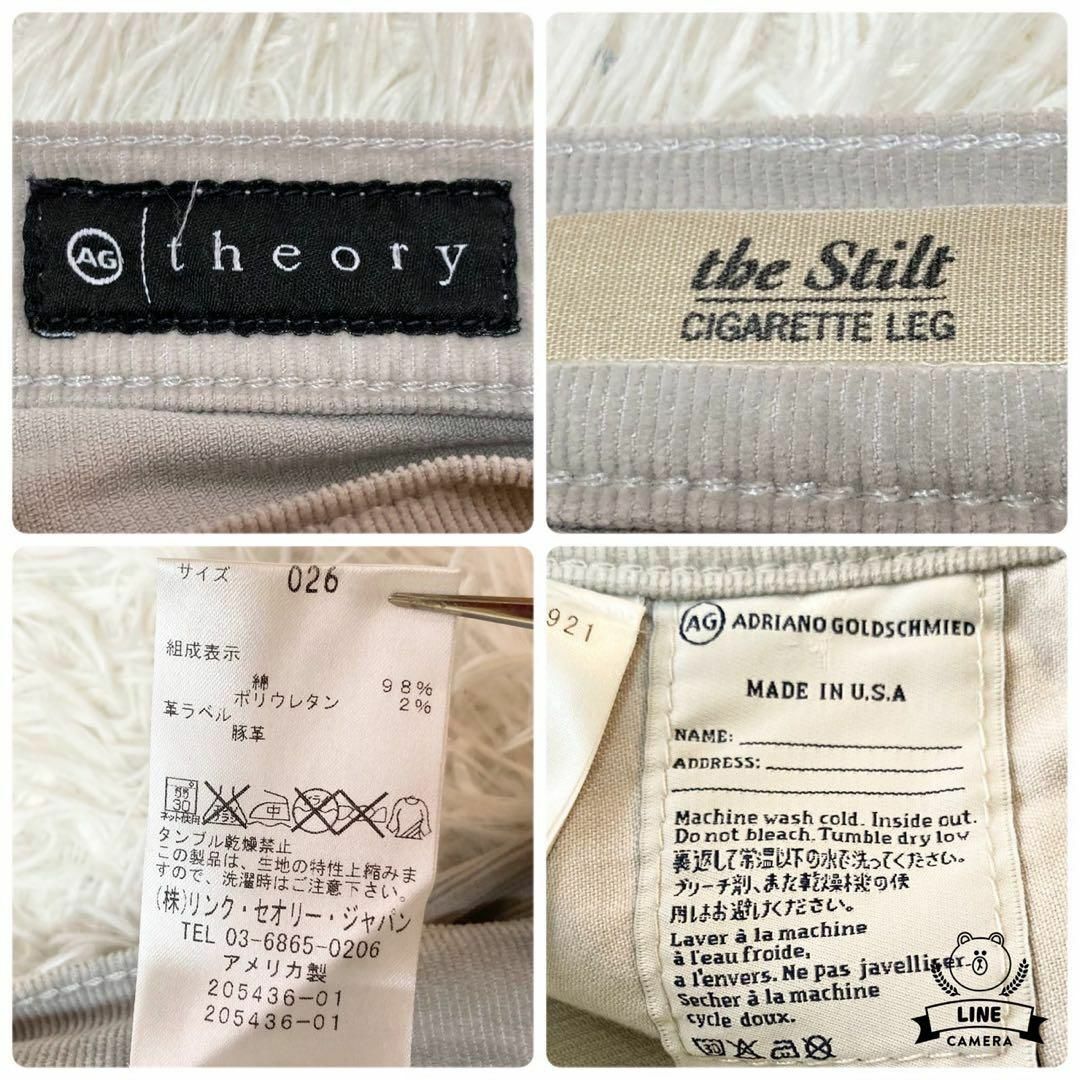 AG theory
the Stilt
CIGARETTE LEG
サイズ 026
組成表示
綿 98%
ポリウレタン 2%
革ラベル
豚革
30 中
ネット使用
タンブル乾燥禁止
この製品は、生地の特性上縮みま
すので、洗濯時はご注意下さい。
(株)リンク・セオリー・ジャパン
TEL 03-6865-0206
アメリカ製
205436-01
205436-01
921
AG ADRIANO GOLDSCHMIED
MADE IN U.S.A
NAME:
ADDRESS:
Machine wash cold. Inside out.
Do not bleach. Tumble dry low
裏返して常温以下の水で洗ってください。
ブリーチ剤、また乾燥機の使
用はお避けください。
Laver à la machine
à l'eau froide,
a l'envers. Ne pas javelliser.
Secher à la machine
cycle doux.
30
LINE
CAMERA